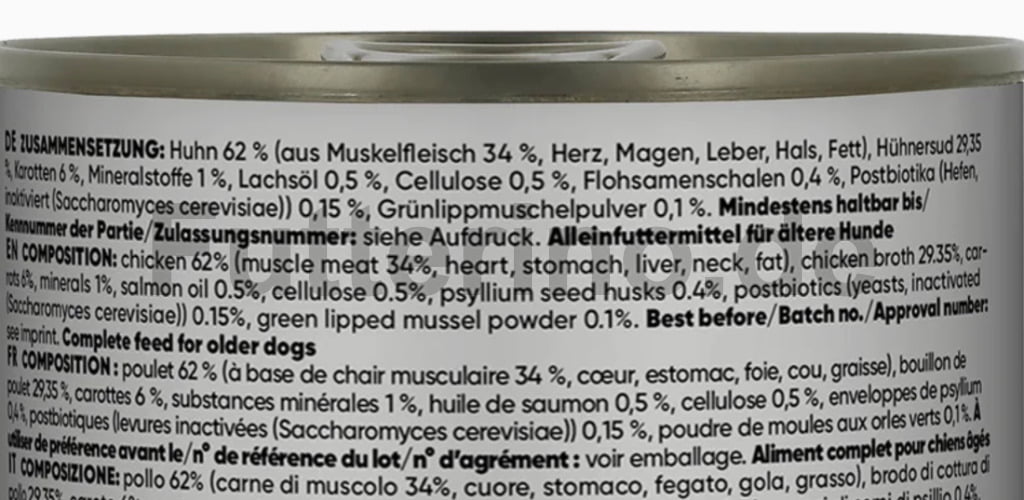 DE ZUSAMMENSETZUNG: Huhn 62 % (aus Muskelfleisch 34 %, Herz, Magen, Leber, Hals, Fett), Hühnersud 29,35
%, Karotten 6 %, Mineralstoffe 1 %, Lachsöl 0,5 %, Cellulose 0,5 %, Flohsamenschalen 0,4 %, Postbiotika (Hefen,
inaktiviert (Saccharomyces cerevisiae)) 0,15 %, Grünlippmuschelpulver 0,1 %. Mindestens haltbar bis/
Kennnummer der Partie/Zulassungsnummer: siehe Aufdruck. Alleinfuttermittel für ältere Hunde
EN COMPOSITION: chicken 62% (muscle meat 34%, heart, stomach, liver, neck, fat), chicken broth 29.35%, car-
rots 6%, minerals 1%, salmon oil 0.5%, cellulose 0.5%, psyllium seed husks 0.4%, postbiotics (yeasts, inactivated
(Saccharomyces cerevisiae)) 0.15%, green lipped mussel powder 0.1%. Best before/Batch no./Approval number:
see imprint. Complete feed for older dogs
FR COMPOSITION : poulet 62 % (à base de chair musculaire 34 %, cœur, estomac, foie, cou, graisse), bouillon de
poulet 29,35 %, carottes 6 %, substances minérales 1 %, huile de saumon 0,5 %, cellulose 0,5 %, enveloppes de psyllium
0,4 %, postbiotiques (levures inactivées (Saccharomyces cerevisiae)) 0,15 %, poudre de moules aux orles verts 0,1 %. À
utiliser de préférence avant le/n° de référence du lot/n° d'agrément : voir emballage. Aliment complet pour chiens âgés
IT COMPOSIZIONE: pollo 62% (carne di muscolo 34%, cuore, stomaco, fegato, gola, grasso), brodo di cottura di
pollo 29,35%,